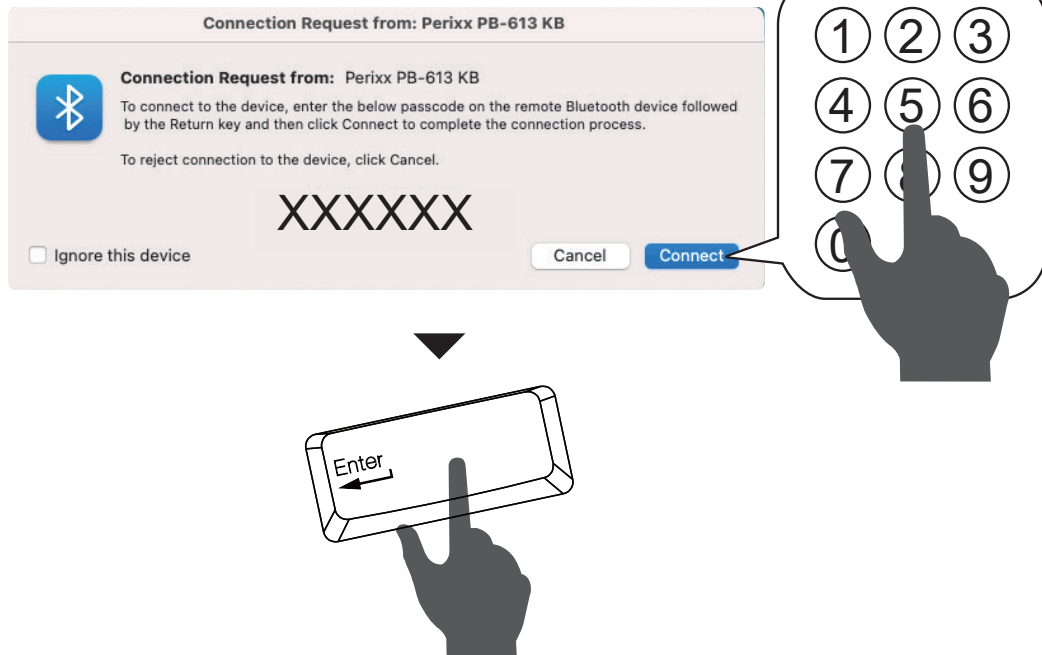 Connection Request from: Perixx PB-613 KB
Connection Request from: Perixx PB-613 KB
To connect to the device, enter the below passcode on the remote Bluetooth device followed
by the Return key and then click Connect to complete the connection process.
To reject connection to the device, click Cancel.
XXXXXX
Ignore this device
Cancel
Connect
1 2 3
4 5 6
7 8 9
0
Enter